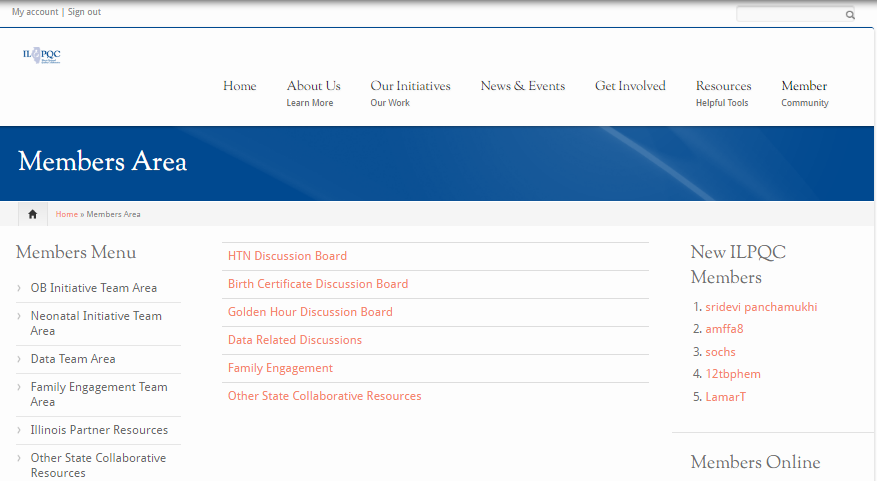 My account | Sign out
IL PQC
Home
About Us
Our Initiatives
News & Events
Get Involved
Resources
Member
Learn More
Our Work
Helpful Tools
Community
Members Area
Home » Members Area
Members Menu
OB Initiative Team Area
Neonatal Initiative Team
Area
Data Team Area
Family Engagement Team
Area
Illinois Partner Resources
Other State Collaborative
Resources
HTN Discussion Board
Birth Certificate Discussion Board
Golden Hour Discussion Board
Data Related Discussions
Family Engagement
Other State Collaborative Resources
New ILPQC
Members
1. sridevi panchamukhi
2. amffa8
3. sochs
4. 12tbphem
5. LamarT
Members Online